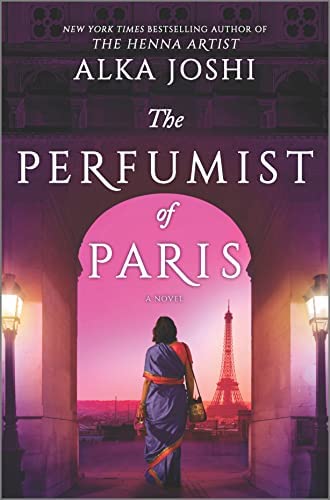 NEW YORK TIMES BESTSELLING AUTHOR OF
THE HENNA ARTIST
ALKA JOSHI
The
PERFUMIST
of
PARIS
A NOVEL